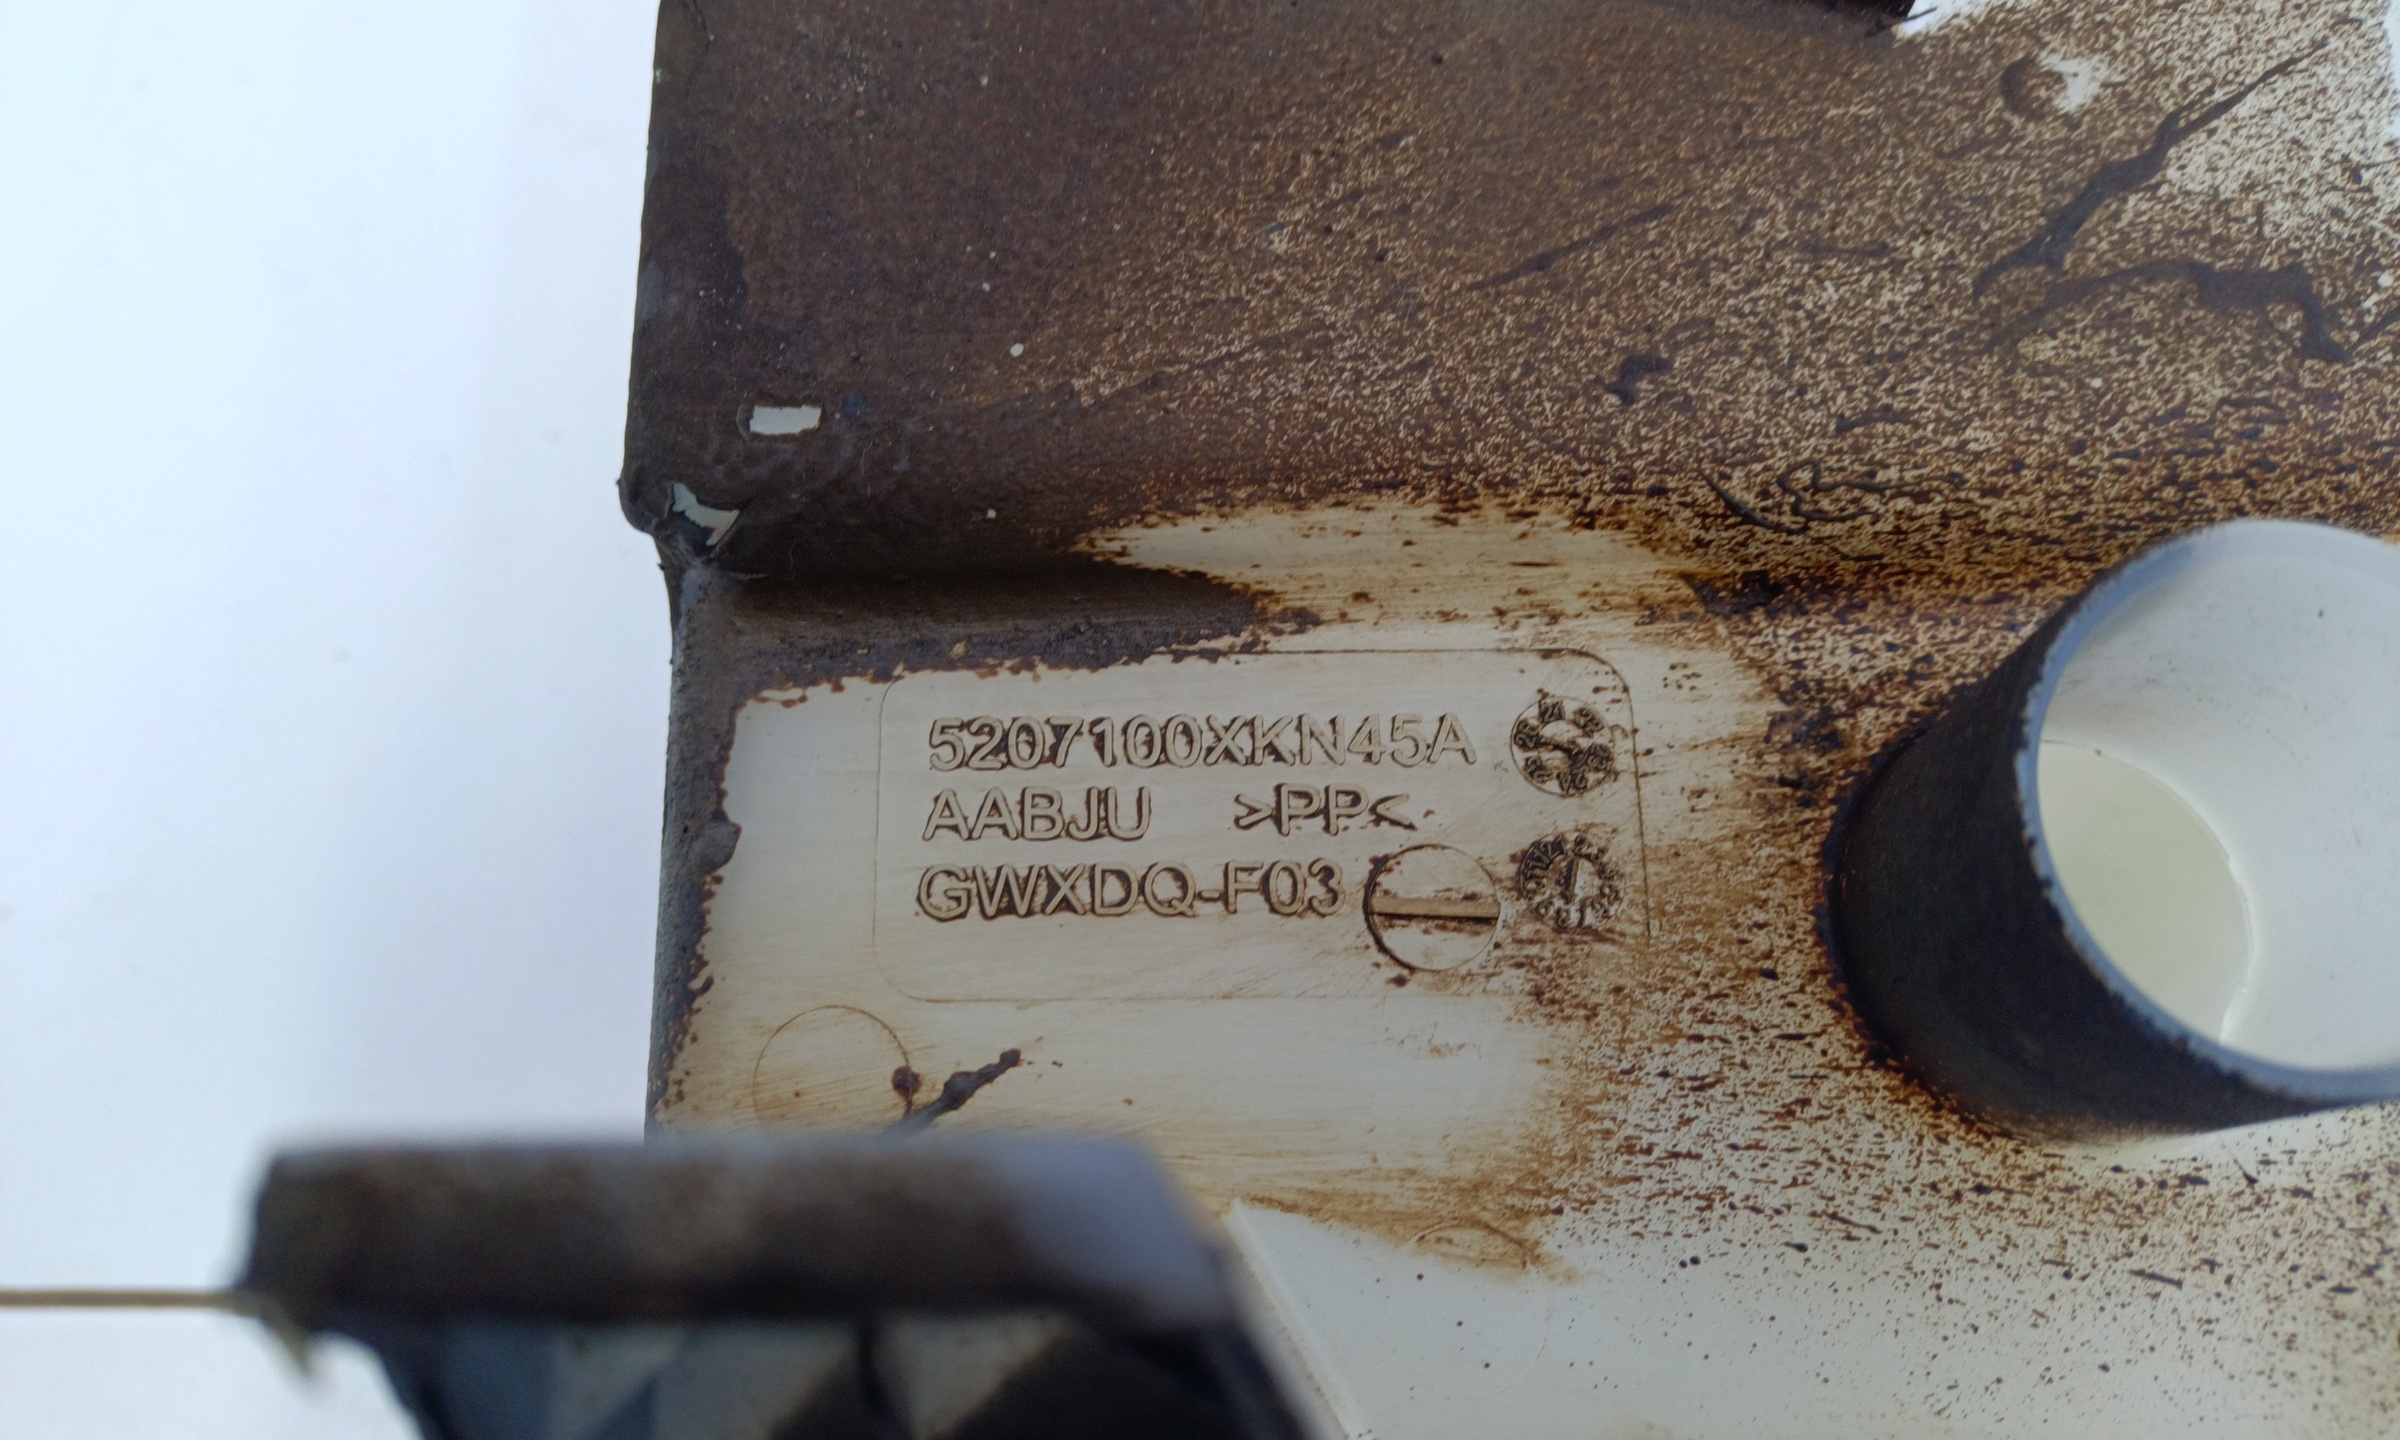 5207100XKN45A
AABJU >PP<
GWXDQ-F03